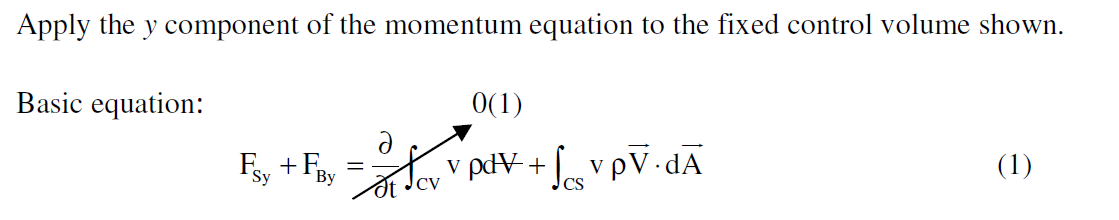 Apply the y component of the momentum equation to the fixed control volume shown.
Basic equation:
0(1)
F_Sy + F_By = ∂/∂t ∫_CV v ρdV̶ + ∫_CS v ρV⃗ · dA⃗ (1)